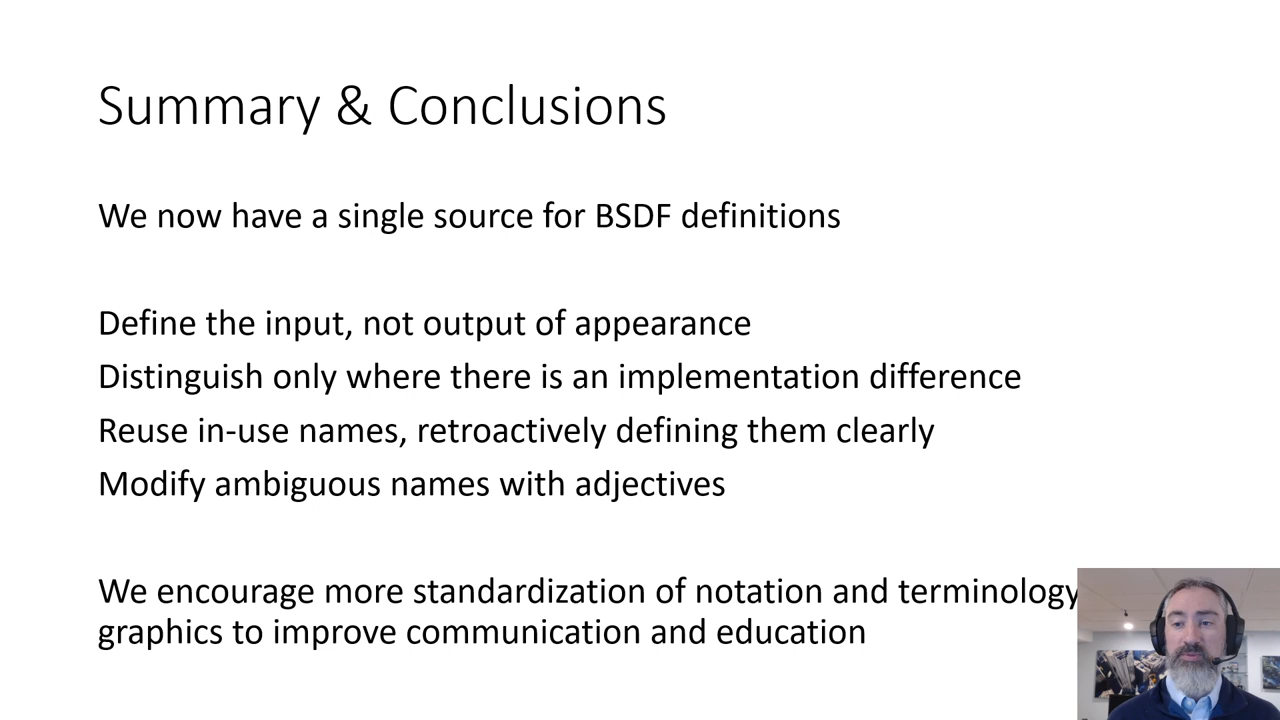 Summary & Conclusions
We now have a single source for BSDF definitions
Define the input, not output of appearance
Distinguish only where there is an implementation difference
Reuse in-use names, retroactively defining them clearly
Modify ambiguous names with adjectives
We encourage more standardization of notation and terminology
graphics to improve communication and education